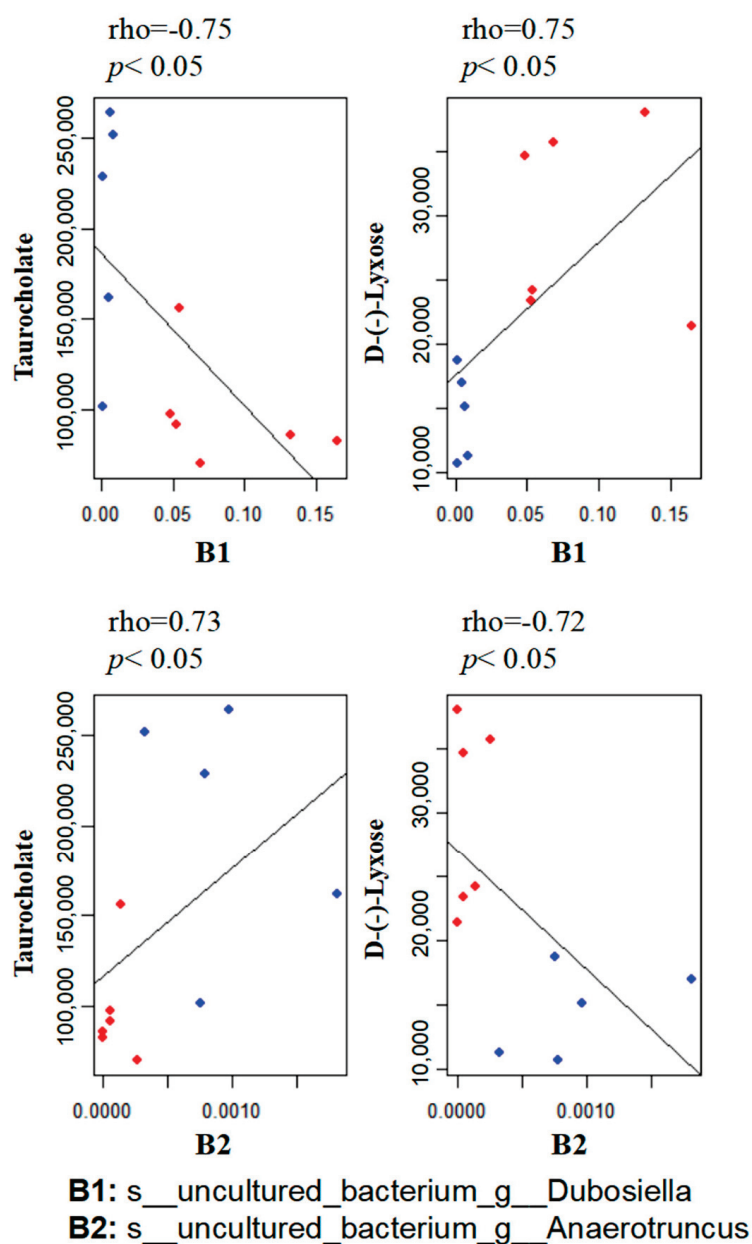 rho=-0.75
p< 0.05
rho=0.75
p< 0.05
Taurocholate
250,000
200,000
150,000
100,000
0.00 0.05 0.10 0.15
B1
D-(-)-Lyxose
30,000
20,000
10,000
0.00 0.05 0.10 0.15
B1
rho=0.73
p< 0.05
rho=-0.72
p< 0.05
Taurocholate
250,000
200,000
150,000
100,000
0.0000 0.0010
B2
D-(-)-Lyxose
30,000
20,000
10,000
0.0000 0.0010
B2
B1: s__uncultured_bacterium_g__Dubosiella
B2: s__uncultured_bacterium_g__Anaerotruncus